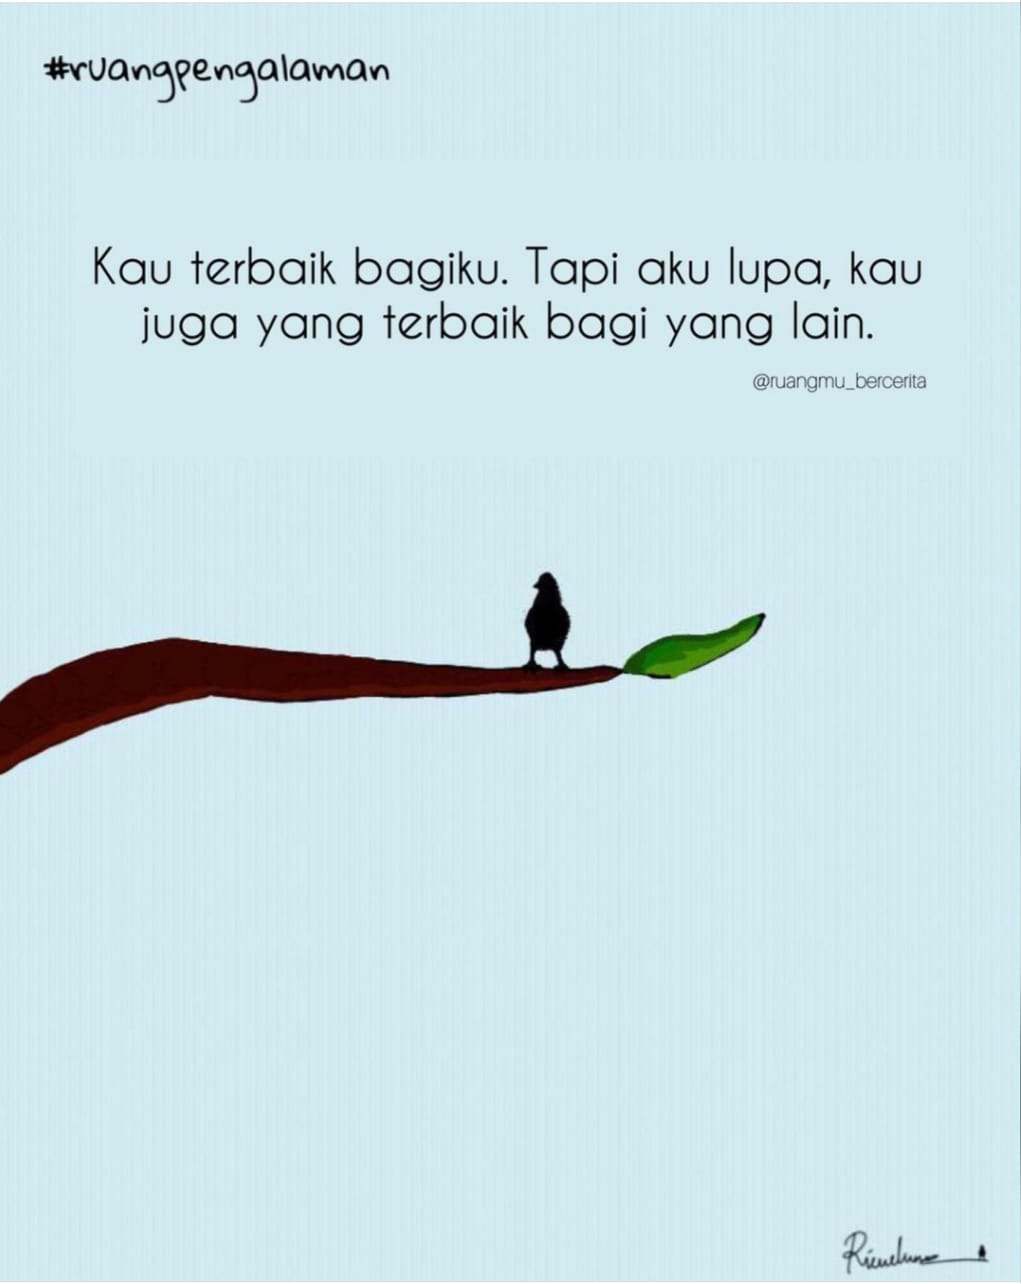 #ruangpengalaman
Kau terbaik bagiku. Tapi aku lupa, kau
juga yang terbaik bagi yang lain.
@ruangmu_bercerita